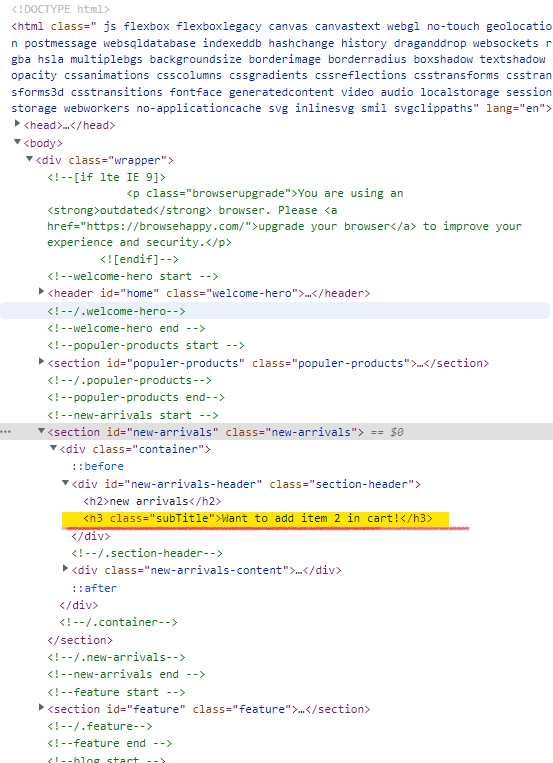 <!DOCTYPE html>
<html class=" js flexbox flexboxlegacy canvas canvastext webgl no-touch geolocatio
n postmessage websqldatabase indexeddb hashchange history draganddrop websockets r
gba hsla multiplebgs backgroundsize borderimage borderradius boxshadow textshadow
opacity cssanimations csscolumns cssgradients cssreflections csstransforms csstran
sforms3d csstransitions fontface generatedcontent video audio localstorage session
storage webworkers no-applicationcache svg inlinesvg smil svgclippaths" lang="en">
<head>…</head>
<body>
<div class="wrapper">
<!--[if lte IE 9]>
<p class="browserupgrade">You are using an
<strong>outdated</strong> browser. Please <a
href="https://browsehappy.com/">upgrade your browser</a> to improve your
experience and security.</p>
<![endif]-->
<!--welcome-hero start -->
<header id="home" class="welcome-hero">…</header>
<!--/.welcome-hero-->
<!--welcome-hero end -->
<!--populer-products start -->
<section id="populer-products" class="populer-products">…</section>
<!--/.populer-products-->
<!--populer-products end-->
<!--new-arrivals start -->
… <section id="new-arrivals" class="new-arrivals"> == $0
<div class="container">
::before
<div id="new-arrivals-header" class="section-header">
<h2>new arrivals</h2>
<h3 class="subTitle">Want to add item 2 in cart!</h3>
</div>
<!--/.section-header-->
<div class="new-arrivals-content">…</div>
::after
</div>
<!--/.container-->
</section>
<!--/.new-arrivals-->
<!--new-arrivals end -->
<!--feature start -->
<section id="feature" class="feature">…</section>
<!--/.feature-->
<!--feature end -->
<!--blog start -->